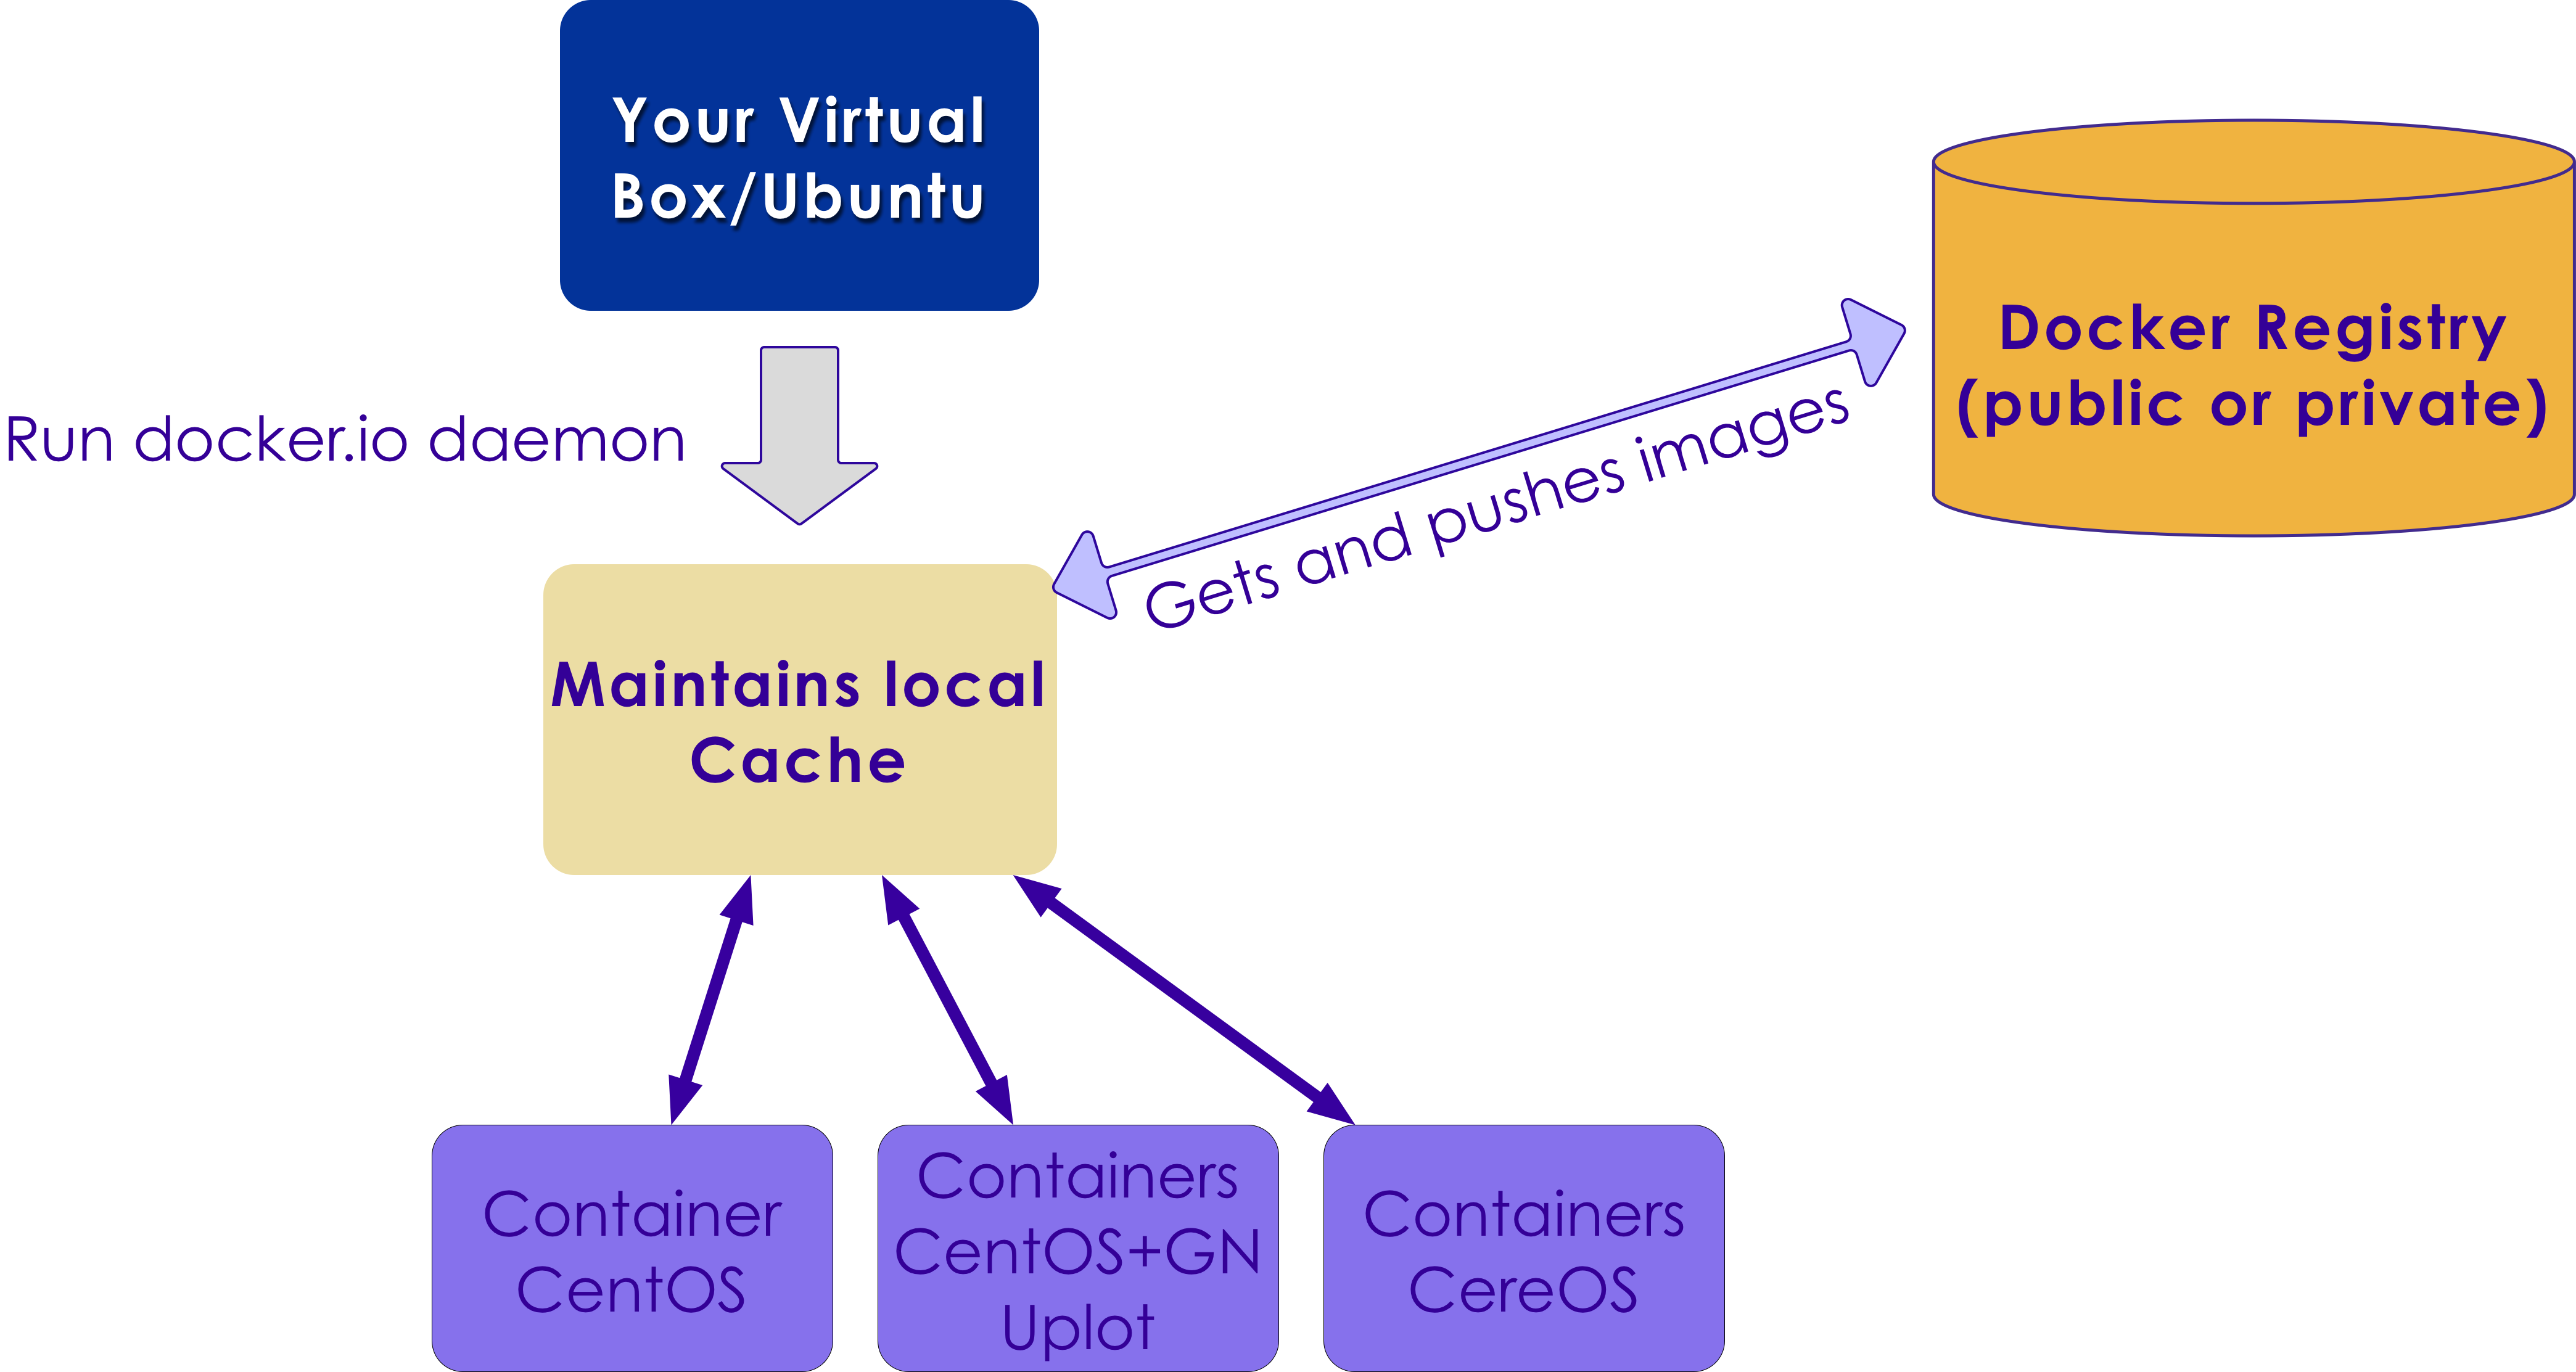 Your Virtual
Box/Ubuntu
Docker Registry
(public or private)
Run docker.io daemon
Gets and pushes images
Maintains local
Cache
Container
CentOS
Containers
CentOS+GN
Uplot
Containers
CereOS